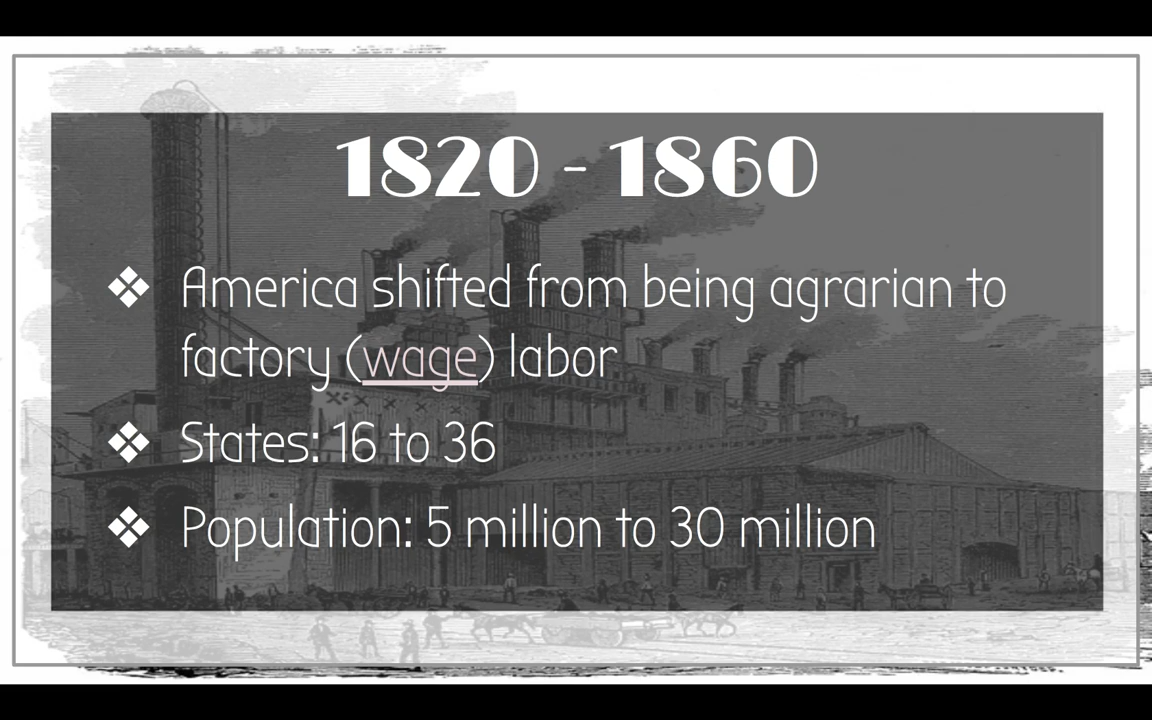 1820 - 1860
❖ America shifted from being agrarian to
factory (wage) labor
❖ States: 16 to 36
❖ Population: 5 million to 30 million